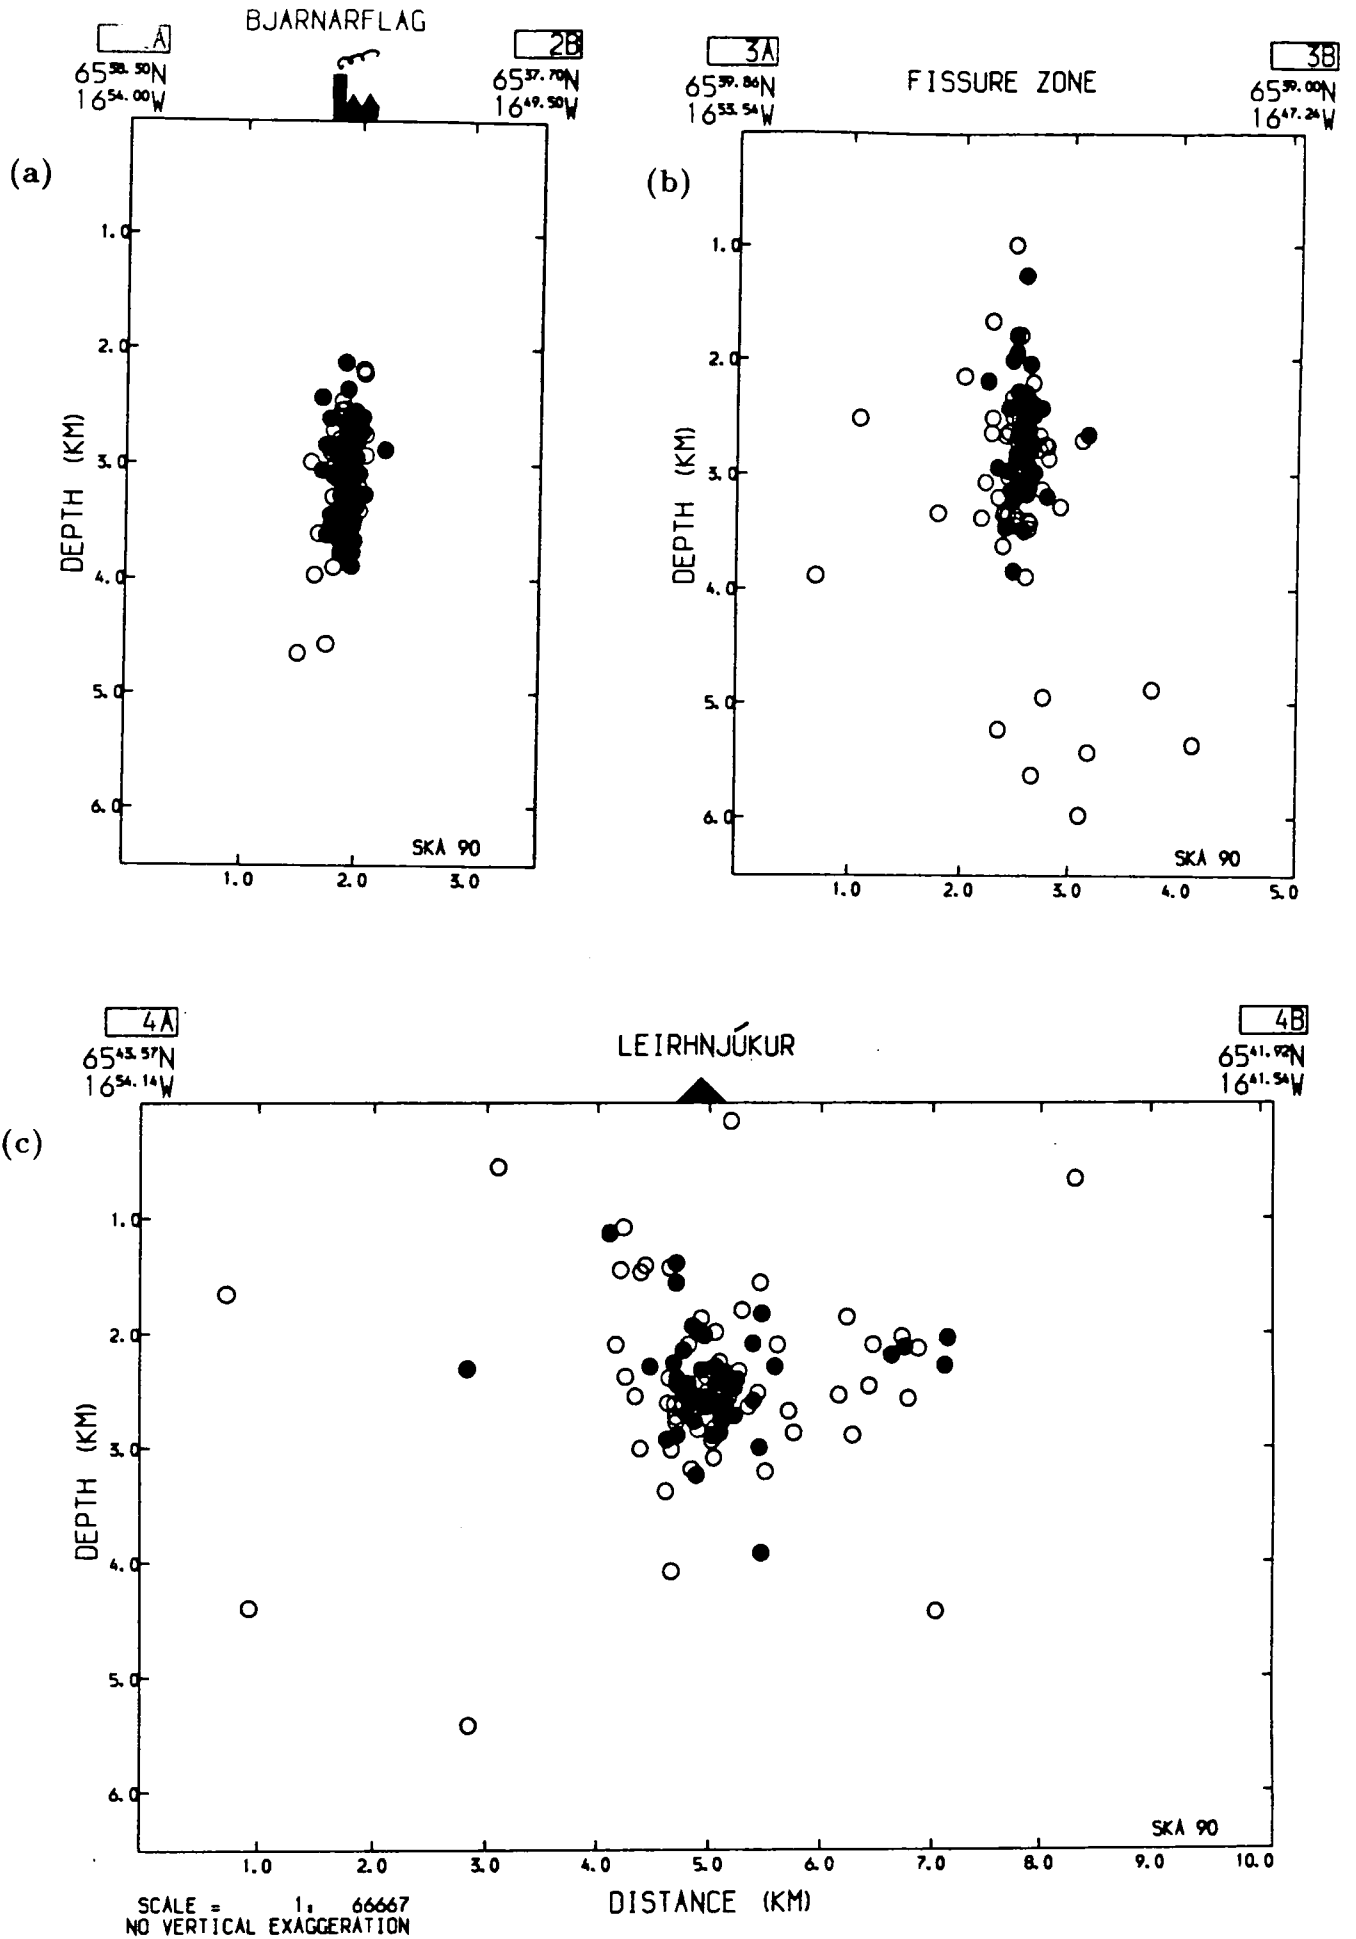 BJARNARFLAG
A
65 58.50 N
16 54.00 W
2B
65 37.70 N
16 49.50 W
(a)
1.0
2.0
3.0
4.0
5.0
6.0
DEPTH (KM)
SKA 90
1.0 2.0 3.0
3A
65 39.86 N
16 53.54 W
FISSURE ZONE
3B
65 39.00 N
16 47.24 W
(b)
1.0
2.0
3.0
4.0
5.0
6.0
DEPTH (KM)
SKA 90
1.0 2.0 3.0 4.0 5.0
4A
65 43.57 N
16 54.14 W
LEIRHNJÚKUR
4B
65 41.92 N
16 41.54 W
(c)
1.0
2.0
3.0
4.0
5.0
6.0
DEPTH (KM)
SKA 90
1.0 2.0 3.0 4.0 5.0 6.0 7.0 8.0 9.0 10.0
DISTANCE (KM)
SCALE = 1: 66667
NO VERTICAL EXAGGERATION